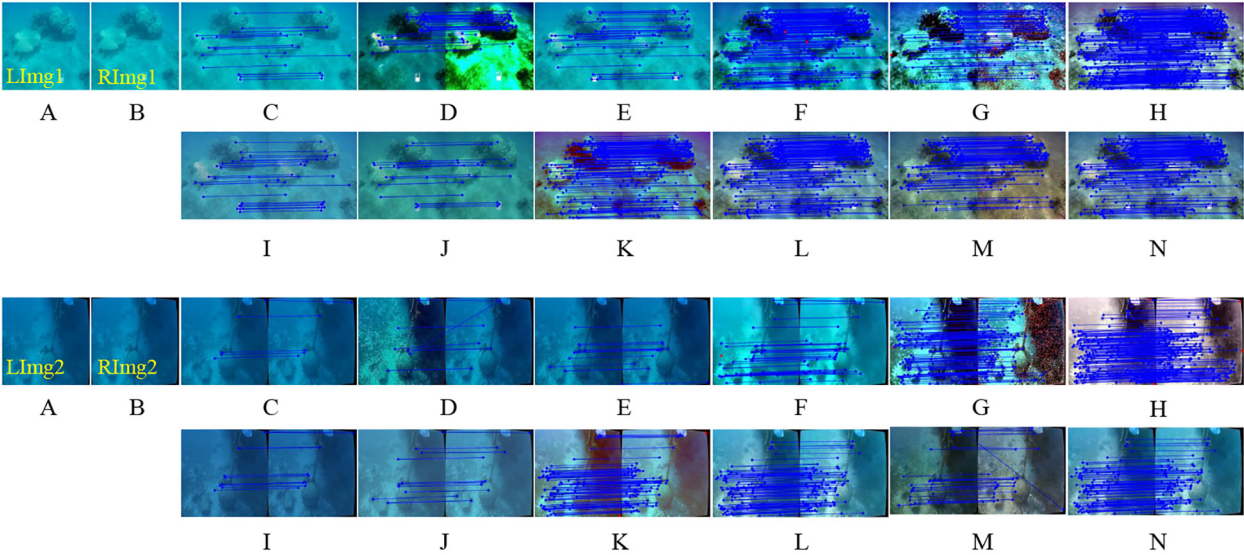 LImg1 RImg1
A B C D E F G H
I J K L M N
LImg2 RImg2
A B C D E F G H
I J K L M N